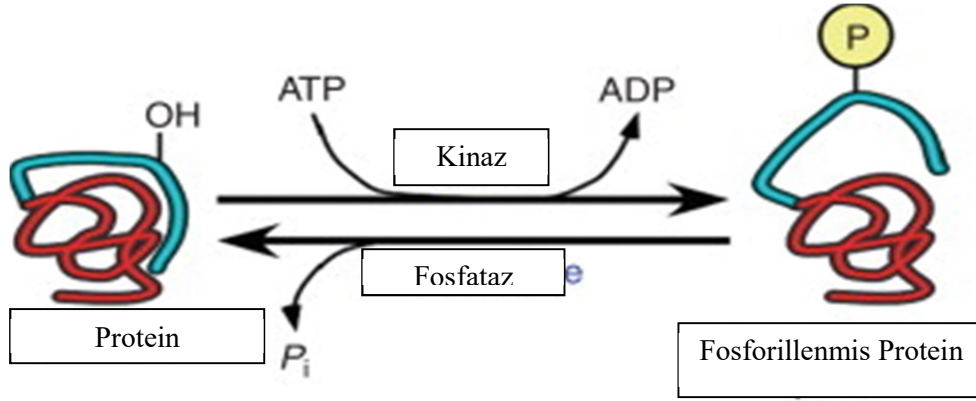 P
ATP
ADP
OH
Kinaz
Fosfataz
e
Protein
Pi
Fosforillenmis Protein